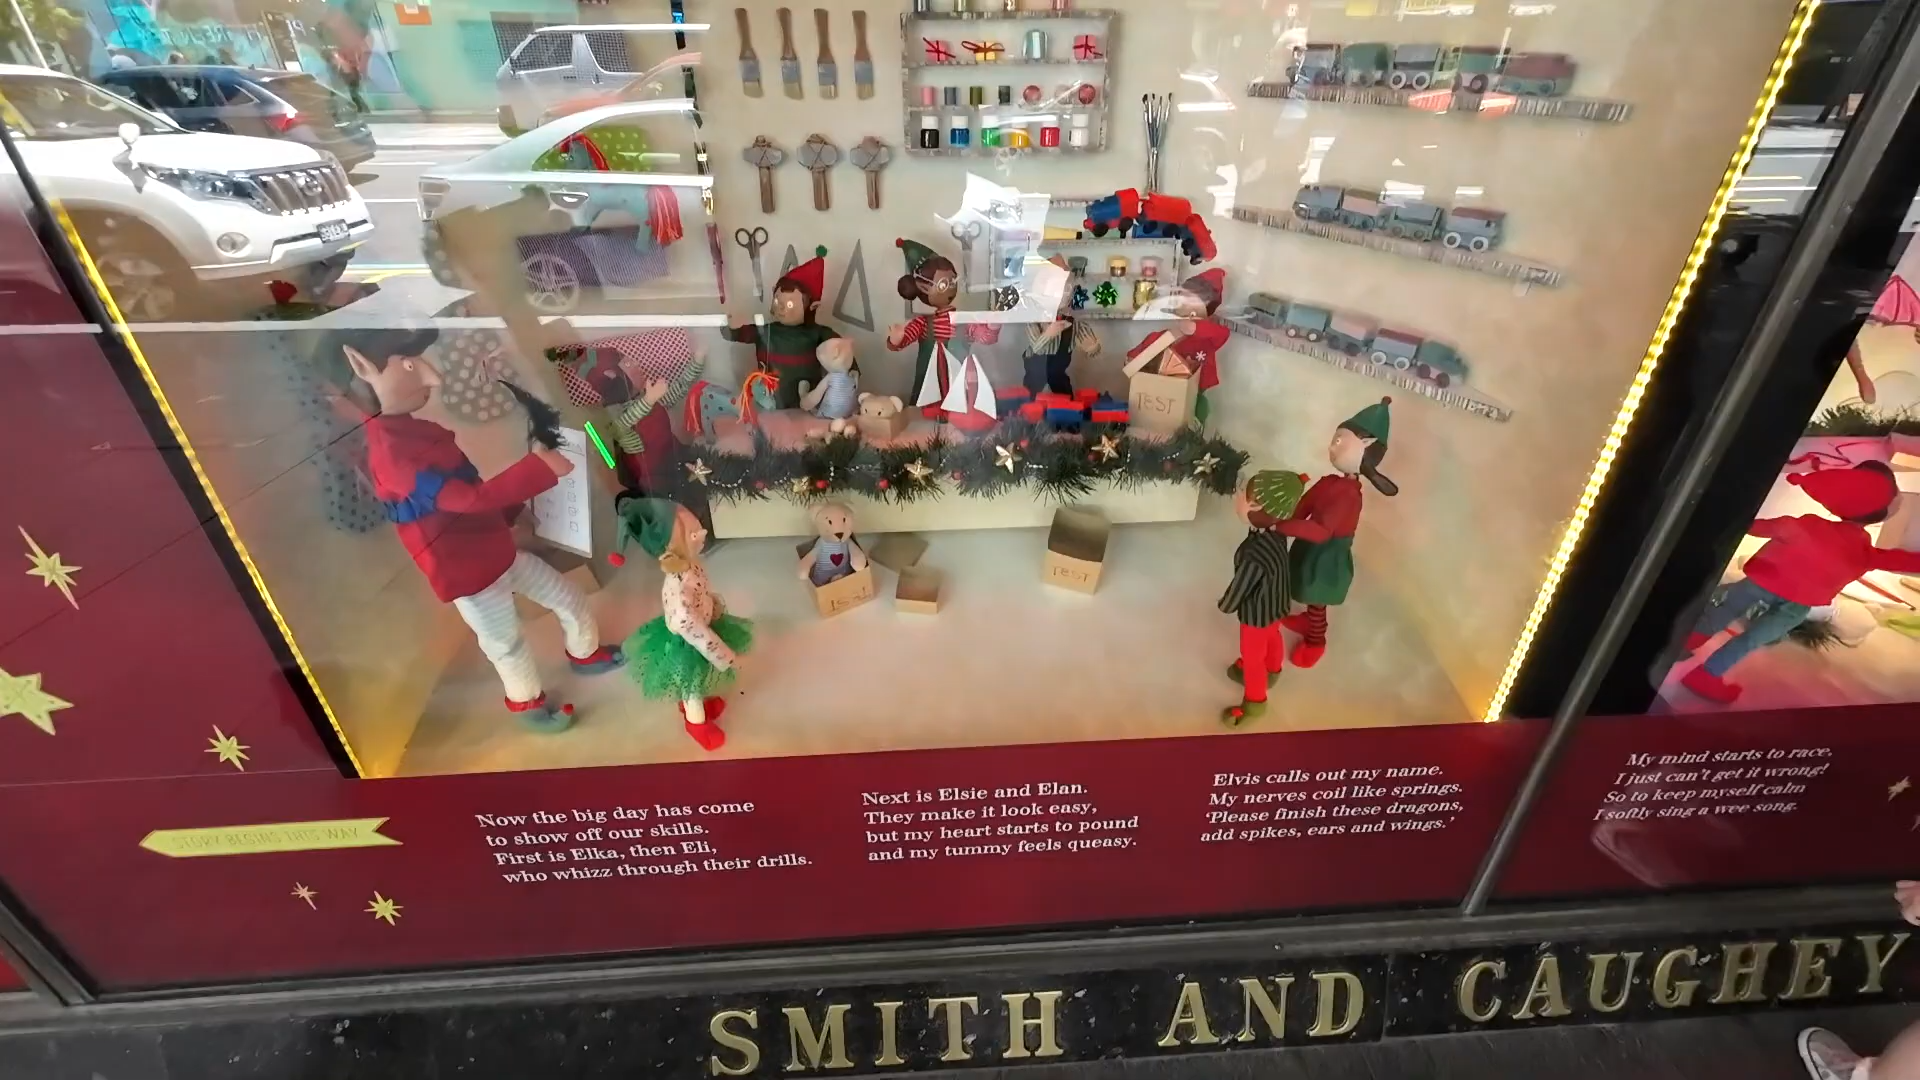 TEST
TEST
TEST
STORY BEGINS THIS WAY
Now the big day has come
to show off our skills.
First is Elka, then Eli,
who whizz through their drills.
Next is Elsie and Elan.
They make it look easy,
but my heart starts to pound
and my tummy feels queasy.
Elvis calls out my name.
My nerves coil like springs.
‘Please finish these dragons,
add spikes, ears and wings.’
My mind starts to race,
I just can't get it wrong!
So to keep myself calm
I softly sing a wee song.
SMITH AND CAUGHEY